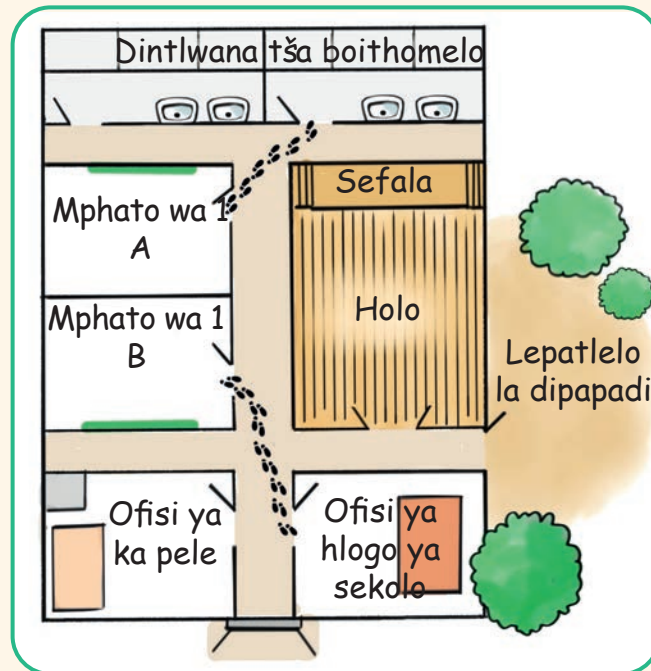 Dintlwana tša boithomelo
Sefala
Mphato wa 1
A
Holo
Mphato wa 1
B
Lepatlelo
la dipapadi
Ofisi ya
ka pele
Ofisi ya
hlogo ya
sekolo